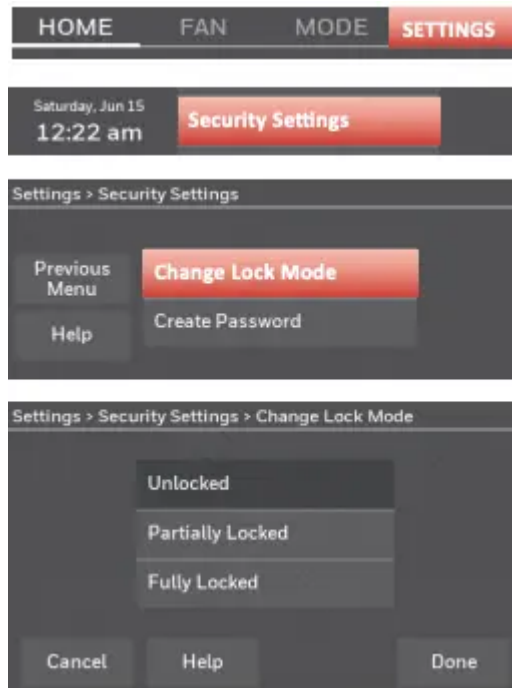 HOME FAN MODE SETTINGS
Saturday, Jun 15
12:22 am
Security Settings
Settings > Security Settings
Previous
Menu
Change Lock Mode
Help
Create Password
Settings > Security Settings > Change Lock Mode
Unlocked
Partially Locked
Fully Locked
Cancel Help Done